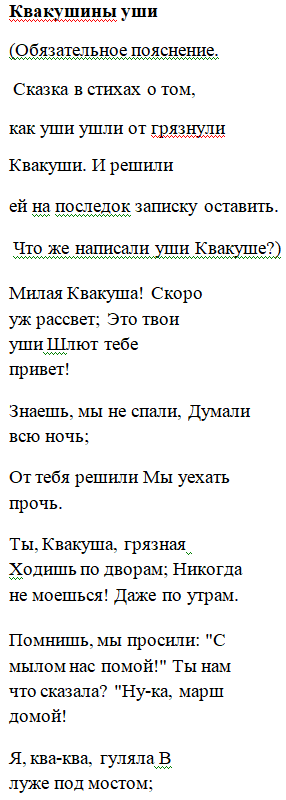 Квакушины уши
(Обязательное пояснение.
Сказка в стихах о том,
как уши ушли от грязнули
Квакуши. И решили
ей на последок записку оставить.
Что же написали уши Квакуше?)
Милая Квакуша! Скоро
уж рассвет; Это твои
уши Шлют тебе
привет!
Знаешь, мы не спали, Думали
всю ночь;
От тебя решили Мы уехать
прочь.
Ты, Квакуша, грязная
Ходишь по дворам; Никогда
не моешься! Даже по утрам.
Помнишь, мы просили: "С
мылом нас помой!" Ты нам
что сказала? "Ну-ка, марш
домой!
Я, ква-ква, гуляла В
луже под мостом;